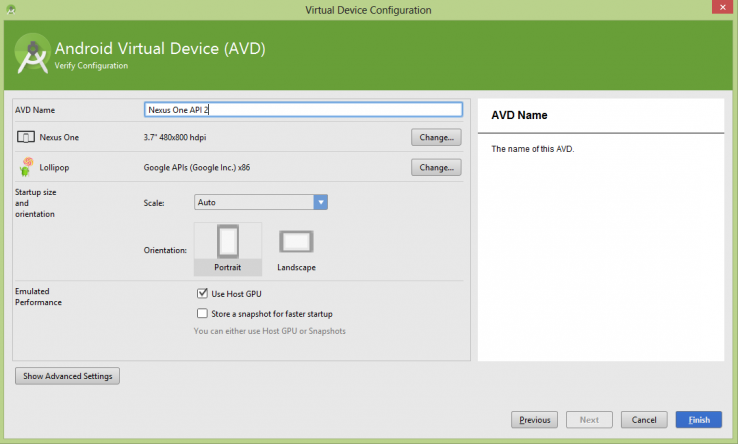 Virtual Device Configuration
Android Virtual Device (AVD)
Verify Configuration
AVD Name
Nexus One API 2
Nexus One
3.7" 480x800 hdpi
Change...
Lollipop
Google APIs (Google Inc.) x86
Change...
Startup size
and
orientation
Scale:
Auto
Orientation:
Portrait
Landscape
Emulated
Performance
Use Host GPU
Store a snapshot for faster startup
You can either use Host GPU or Snapshots
AVD Name
The name of this AVD.
Show Advanced Settings
Previous
Next
Cancel
Finish